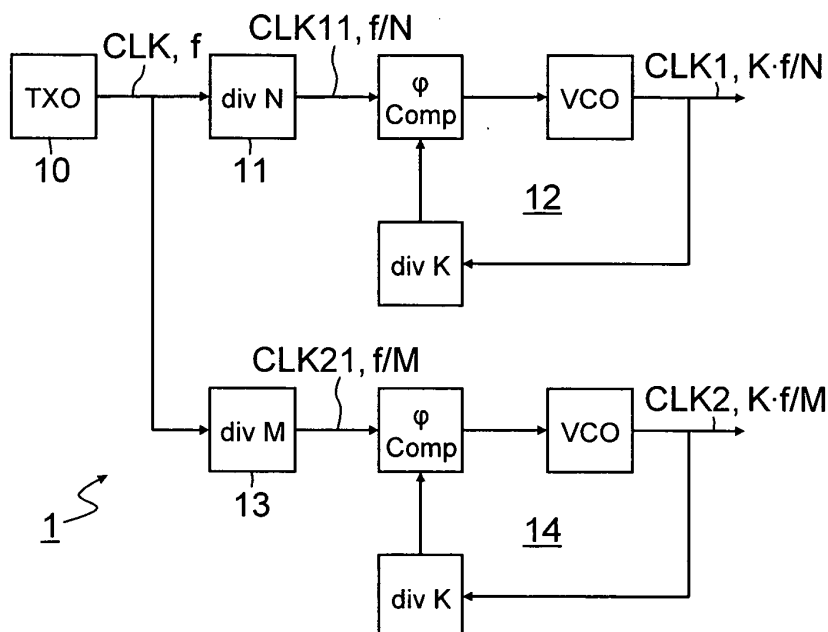 CLK, f
CLK11, f/N
TXO
div N
φ
Comp
VCO
CLK1, K·f/N
10
11
12
div K
CLK21, f/M
div M
φ
Comp
VCO
CLK2, K·f/M
13
1
14
div K